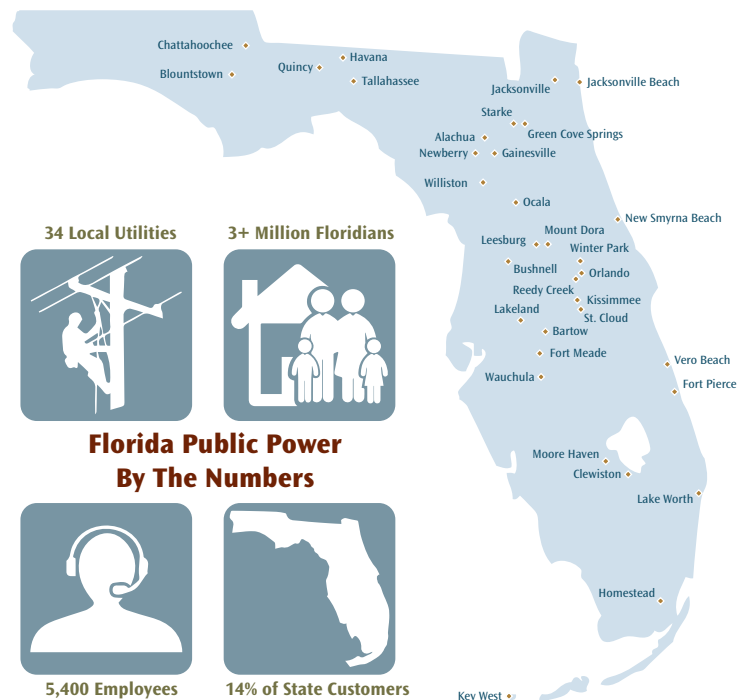 Chattahoochee
Havana
Quincy
Blountstown
Tallahassee
Jacksonville
Jacksonville Beach
Starke
Green Cove Springs
Alachua
Newberry
Gainesville
Williston
Ocala
New Smyrna Beach
Mount Dora
Leesburg
Winter Park
Bushnell
Orlando
Reedy Creek
Kissimmee
Lakeland
St. Cloud
Bartow
Fort Meade
Vero Beach
Wauchula
Fort Pierce
Moore Haven
Clewiston
Lake Worth
Homestead
Key West
34 Local Utilities
3+ Million Floridians
Florida Public Power
By The Numbers
5,400 Employees
14% of State Customers